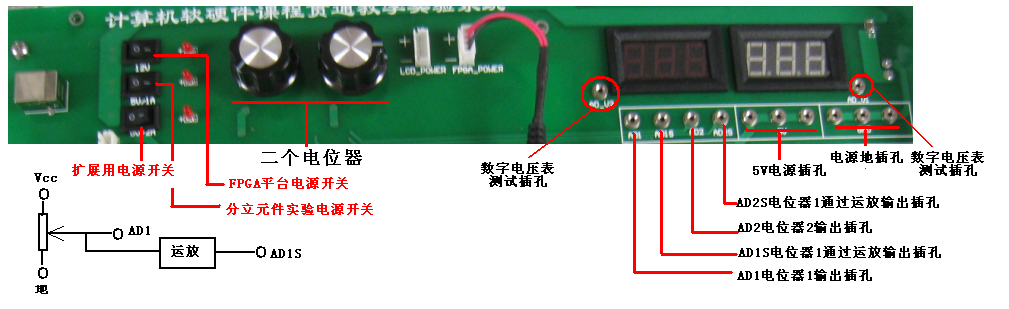 计算机软硬件课程贯通教学实验系统
12V
5V-1A
LCD_POWER
FPGA_POWER
AD_V2
AD_V1
AD1
AD1S
AD2
AD2S
二个电位器
扩展用电源开关
FPGA平台电源开关
分立元件实验电源开关
数字电压表
测试插孔
5V电源插孔
电源地插孔
数字电压表
测试插孔
AD2S电位器1通过运放输出插孔
AD2电位器2输出插孔
AD1S电位器1通过运放输出插孔
AD1电位器1输出插孔
Vcc
AD1
运放
AD1S
地